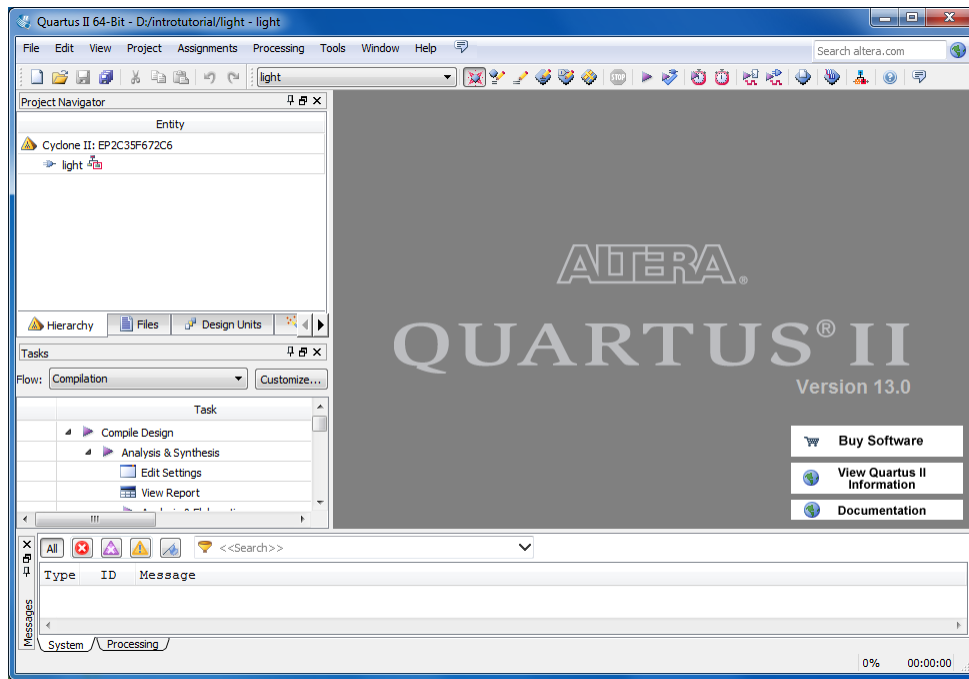 Quartus II 64-Bit - D:/introtutorial/light - light
File Edit View Project Assignments Processing Tools Window Help
Search altera.com
light
STOP
Project Navigator
Entity
Cyclone II: EP2C35F672C6
light
Hierarchy Files Design Units
Tasks
Flow: Compilation Customize...
Task
Compile Design
Analysis & Synthesis
Edit Settings
View Report
ALTERA®
QUARTUS® II
Version 13.0
Buy Software
View Quartus II
Information
Documentation
All <<Search>>
Type ID Message
Messages
System Processing
0% 00:00:00